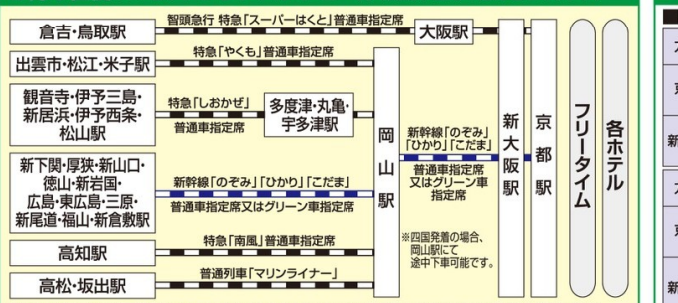 倉吉・鳥取駅
智頭急行 特急「スーパーはくと」普通車指定席
大阪駅
出雲市・松江・米子駅
特急「やくも」普通車指定席
観音寺・伊予三島・
新居浜・伊予西条・
松山駅
特急「しおかぜ」
普通車指定席
多度津・丸亀・
宇多津駅
新下関・厚狭・新山口・
徳山・新岩国・
広島・東広島・三原・
新尾道・福山・新倉敷駅
新幹線「のぞみ」「ひかり」「こだま」
普通車指定席又はグリーン車指定席
高知駅
特急「南風」普通車指定席
高松・坂出駅
普通列車「マリンライナー」
岡山駅
新幹線「のぞみ」
「ひかり」「こだま」
普通車指定席
又はグリーン車
指定席
※四国発着の場合、
岡山駅にて
途中下車可能です。
新大阪駅
京都駅
フリータイム
各ホテル